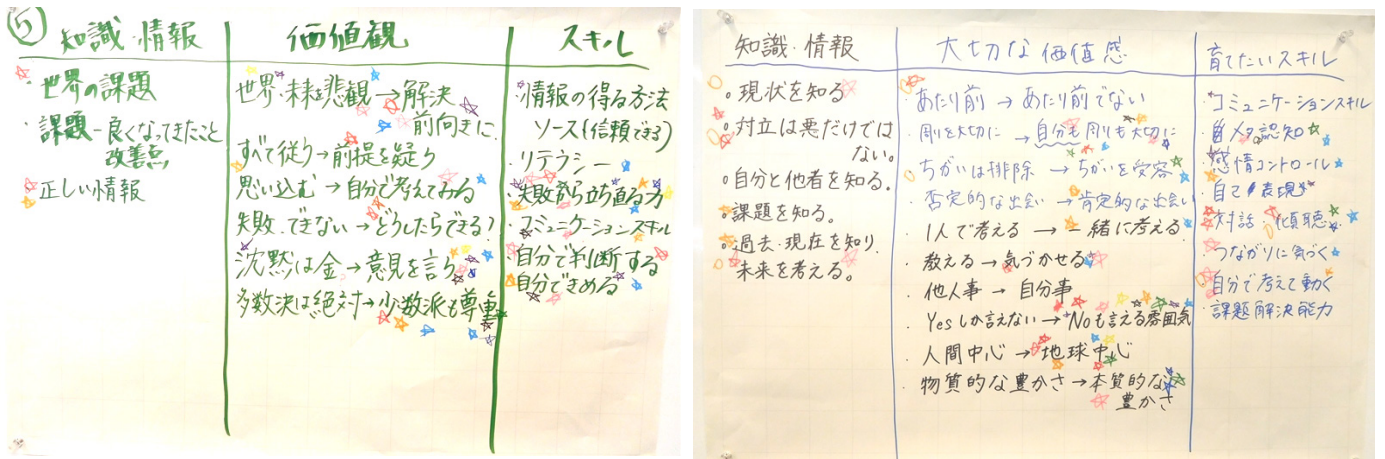 ⑤ 知識・情報
・世界の課題
・課題-良くなってきたこと
改善点
・正しい情報
価値観
世界・未来を悲観→解決
前向きに
すべて従う→前提を疑う
思い込む→自分で考えてみる
失敗・できない→どうしたらできる?
沈黙は金→意見を言う
多数決は絶対→少数派も尊重
スキル
・情報の得る方法
ソース(信頼できる)
・リテラシー
・失敗から立ち直る力
・コミュニケーションスキル
・自分で判断する
自分できめる
知識・情報
・現状を知る
・対立は悪だけでは
ない。
・自分と他者を知る。
・課題を知る。
・過去・現在を知り
未来を考える。
大切な価値感
・あたり前→あたり前でない
・を大切に→自分も も大切に
・ちがいは排除→ちがいを受容
・否定的な出会い→肯定的な出会い
・1人で考える→一緒に考える
・教える→気づかせる
・他人事→自分事
・Yesしか言えない→Noも言える雰囲気
・人間中心→地球中心
・物質的な豊かさ→本質的な
豊かさ
育てたいスキル
・コミュニケーションスキル
・メタ認知
・感情コントロール
・自己表現
・対話・傾聴
・つながりに気づく
・自分で考えて動く
・課題解決能力